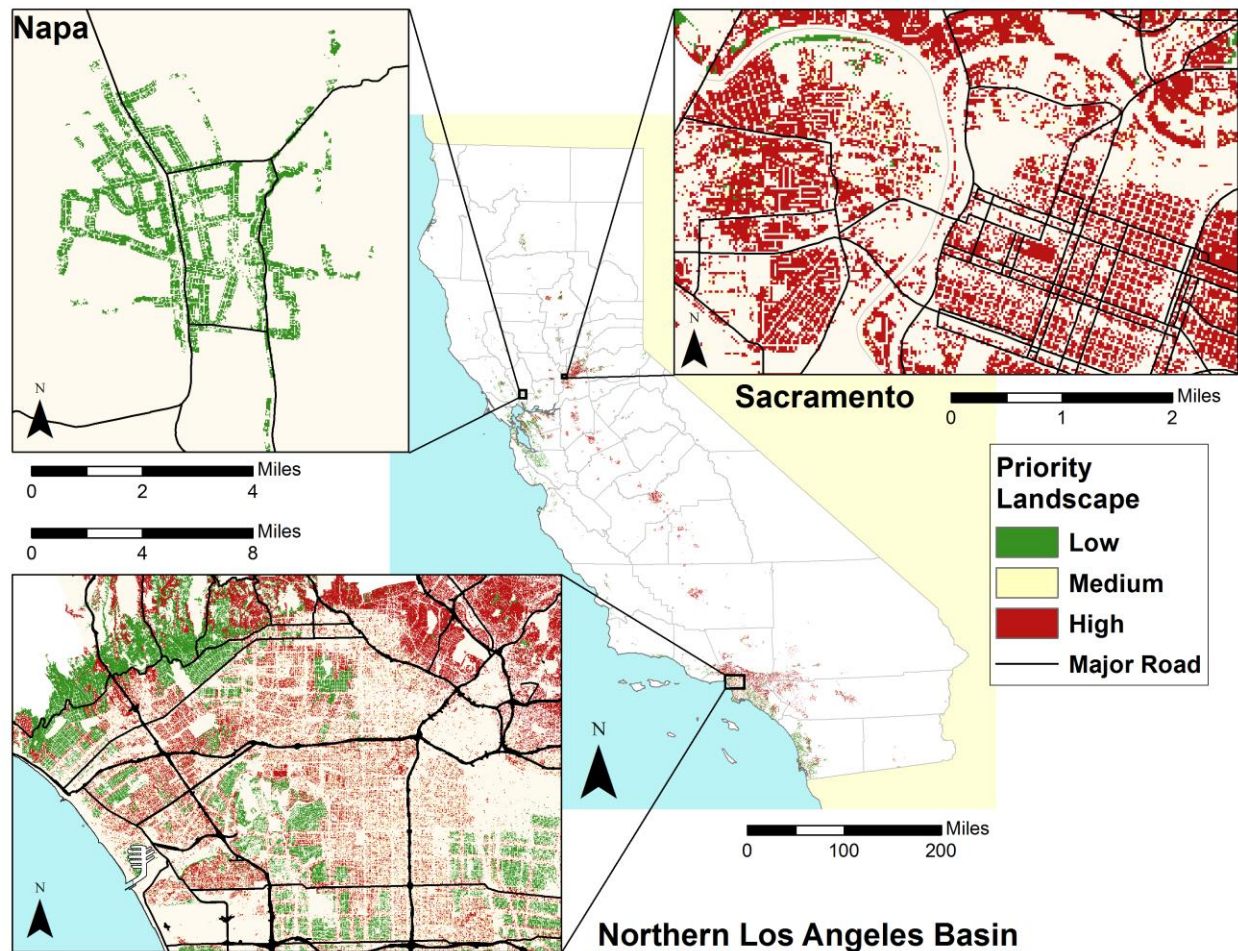 Napa
N
Miles
0 2 4
Miles
0 4 8
N
Sacramento
Miles
0 1 2
Priority
Landscape
Low
Medium
High
Major Road
N
Miles
0 100 200
N
Northern Los Angeles Basin